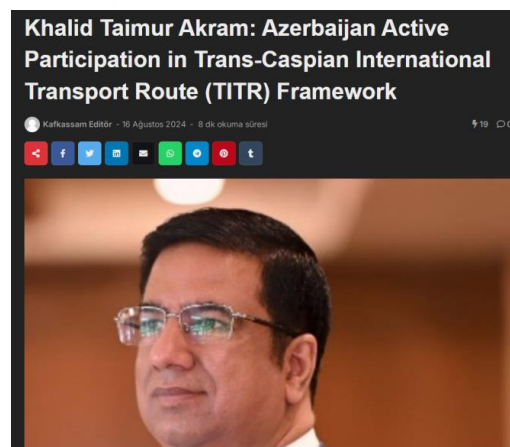 Khalid Taimur Akram: Azerbaijan Active
Participation in Trans-Caspian International
Transport Route (TITR) Framework
Kafkassam Editör - 16 Ağustos 2024 - 8 dk okuma süresi
19